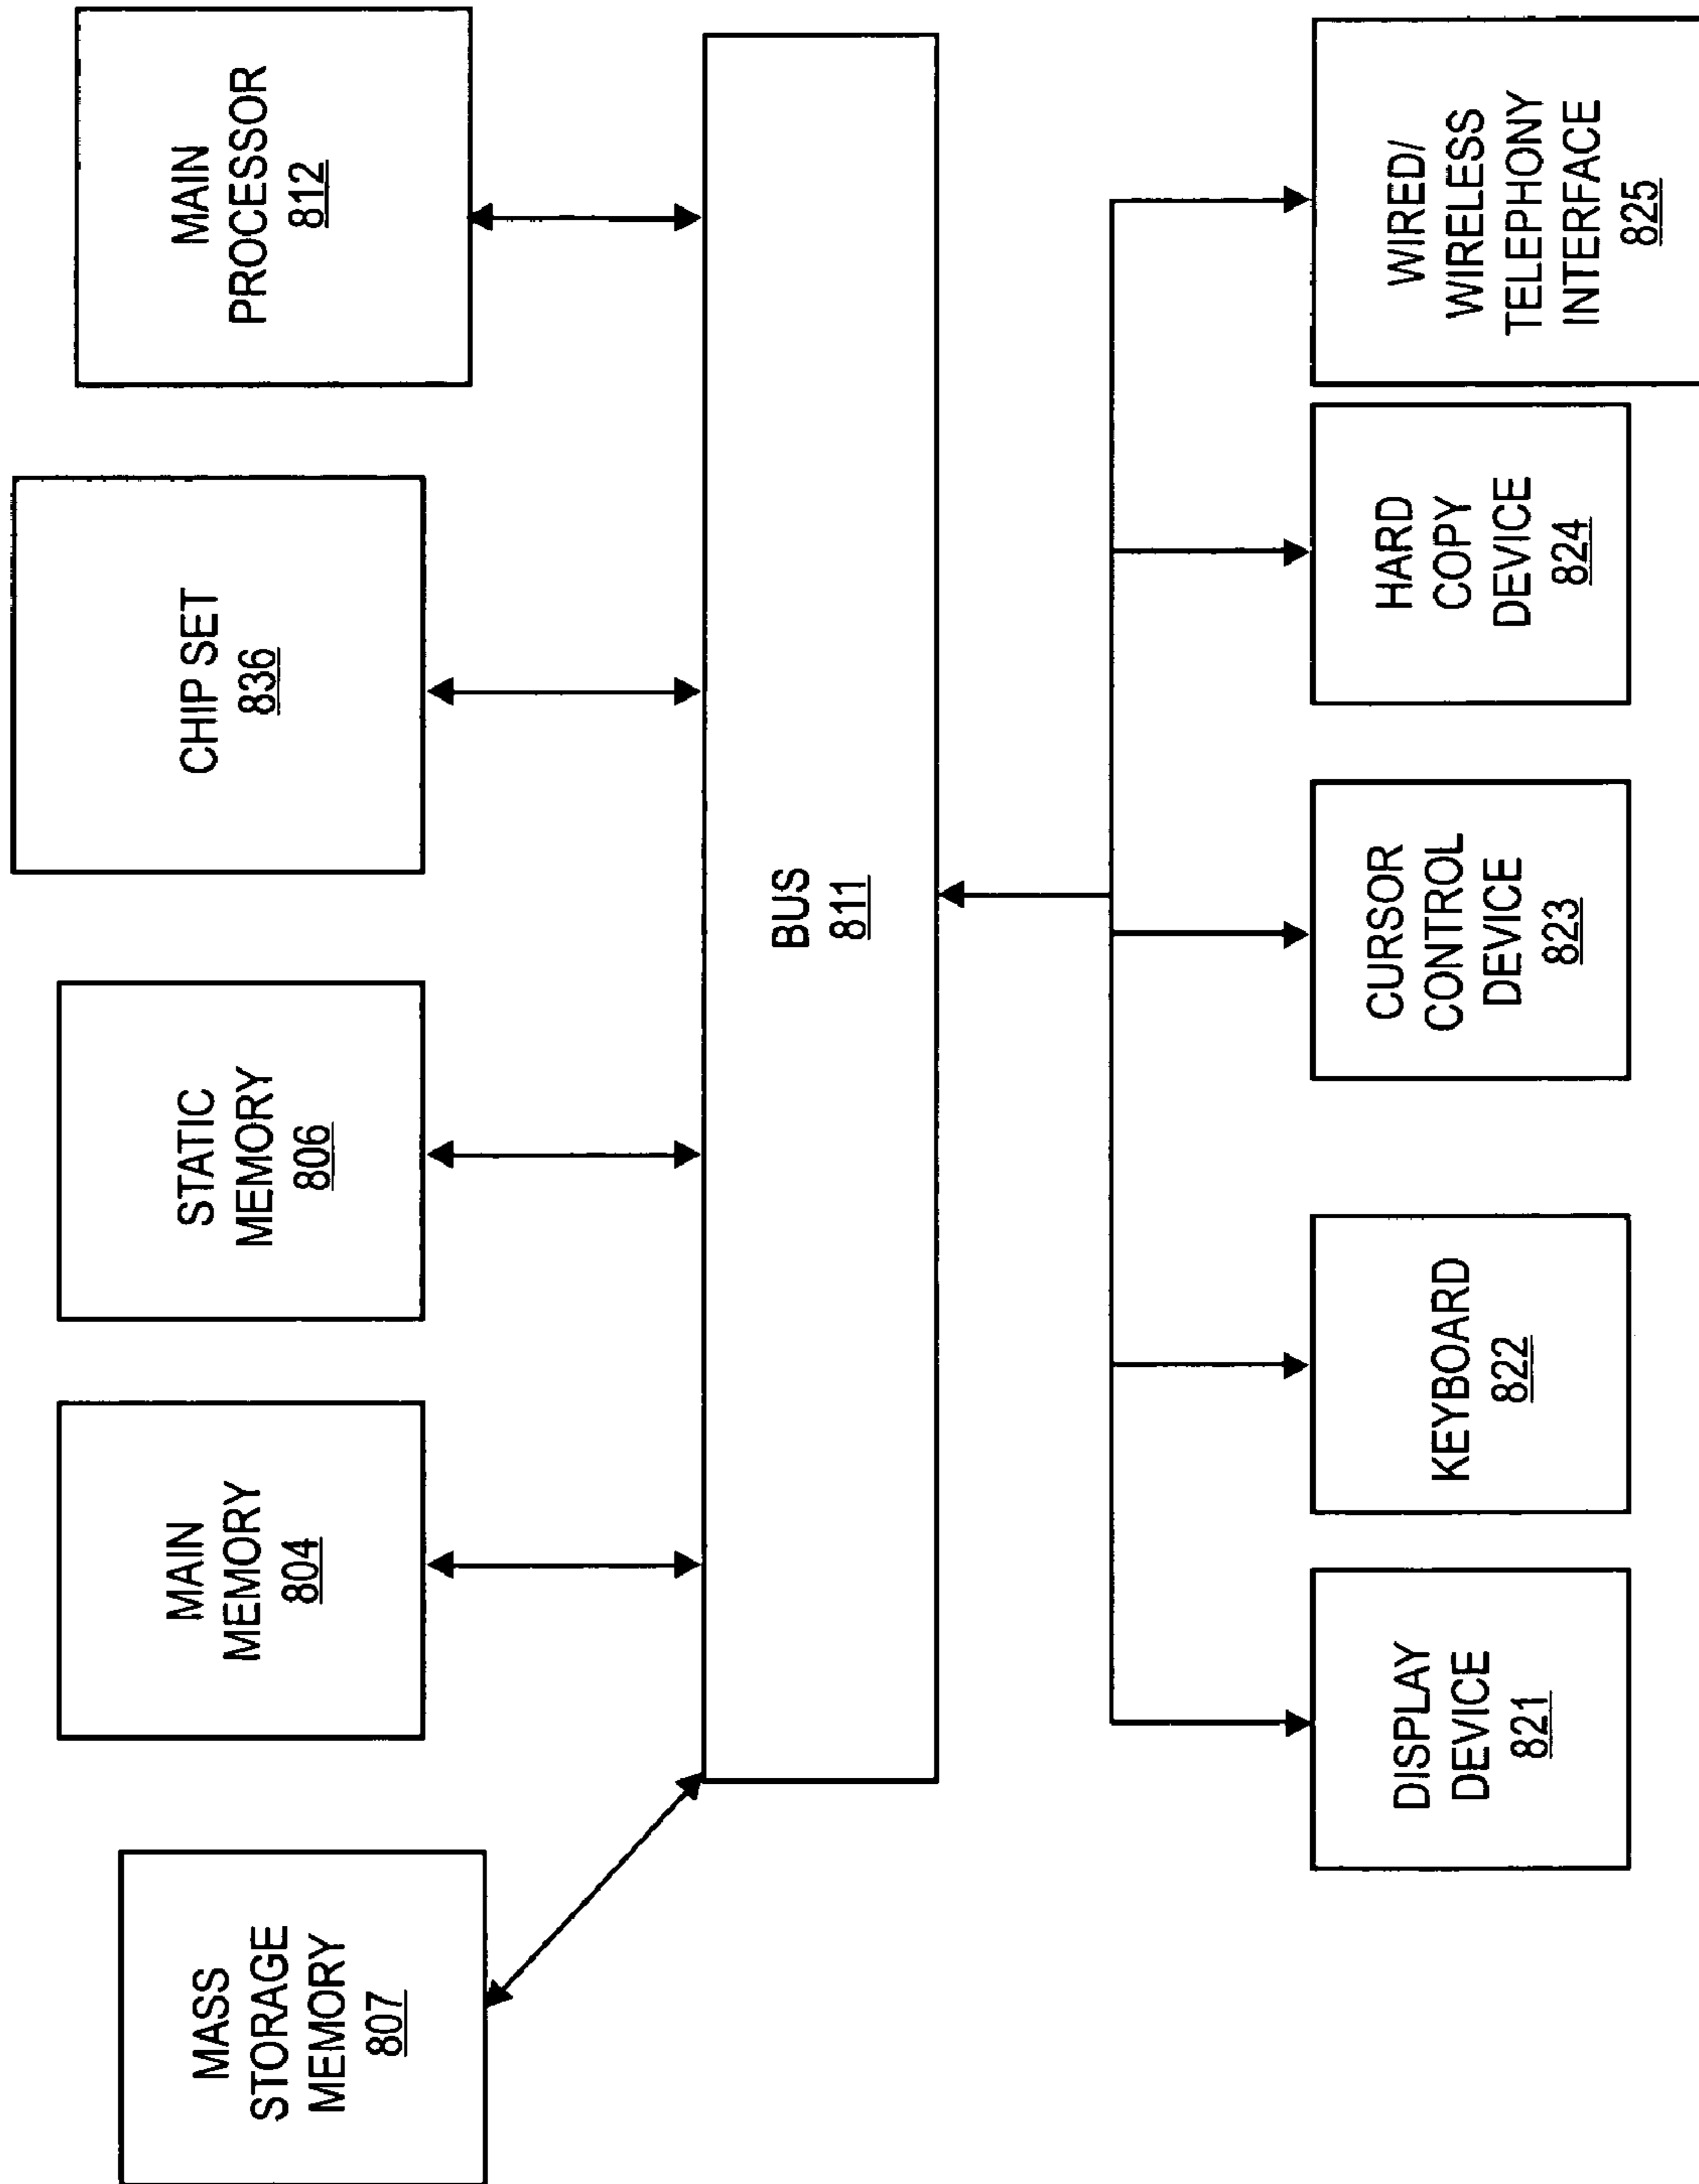 MASS
STORAGE
MEMORY
807
MAIN
MEMORY
804
STATIC
MEMORY
806
CHIP SET
836
MAIN
PROCESSOR
812
BUS
811
DISPLAY
DEVICE
821
KEYBOARD
822
CURSOR
CONTROL
DEVICE
823
HARD
COPY
DEVICE
824
WIRED/
WIRELESS
TELEPHONY
INTERFACE
825